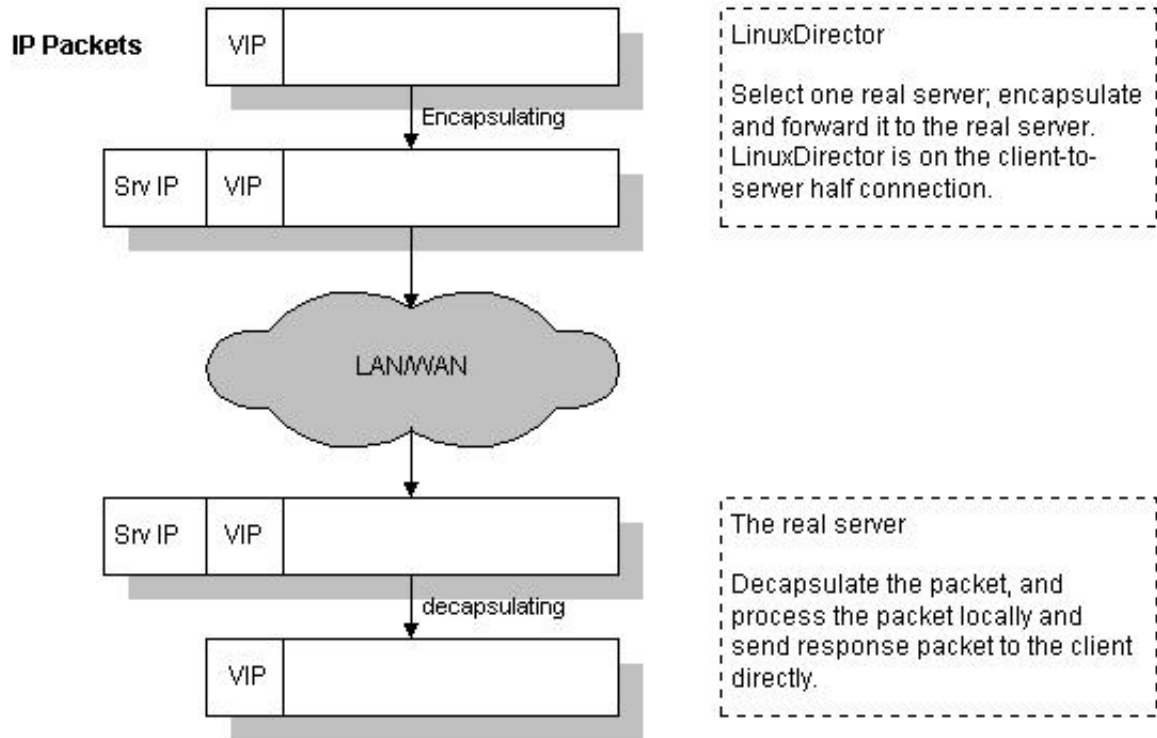 IP Packets
VIP
Encapsulating
Srv IP VIP
LAN/WAN
Srv IP VIP
decapsulating
VIP
LinuxDirector
Select one real server; encapsulate
and forward it to the real server.
LinuxDirector is on the client-to-
server half connection.
The real server
Decapsulate the packet, and
process the packet locally and
send response packet to the client
directly.